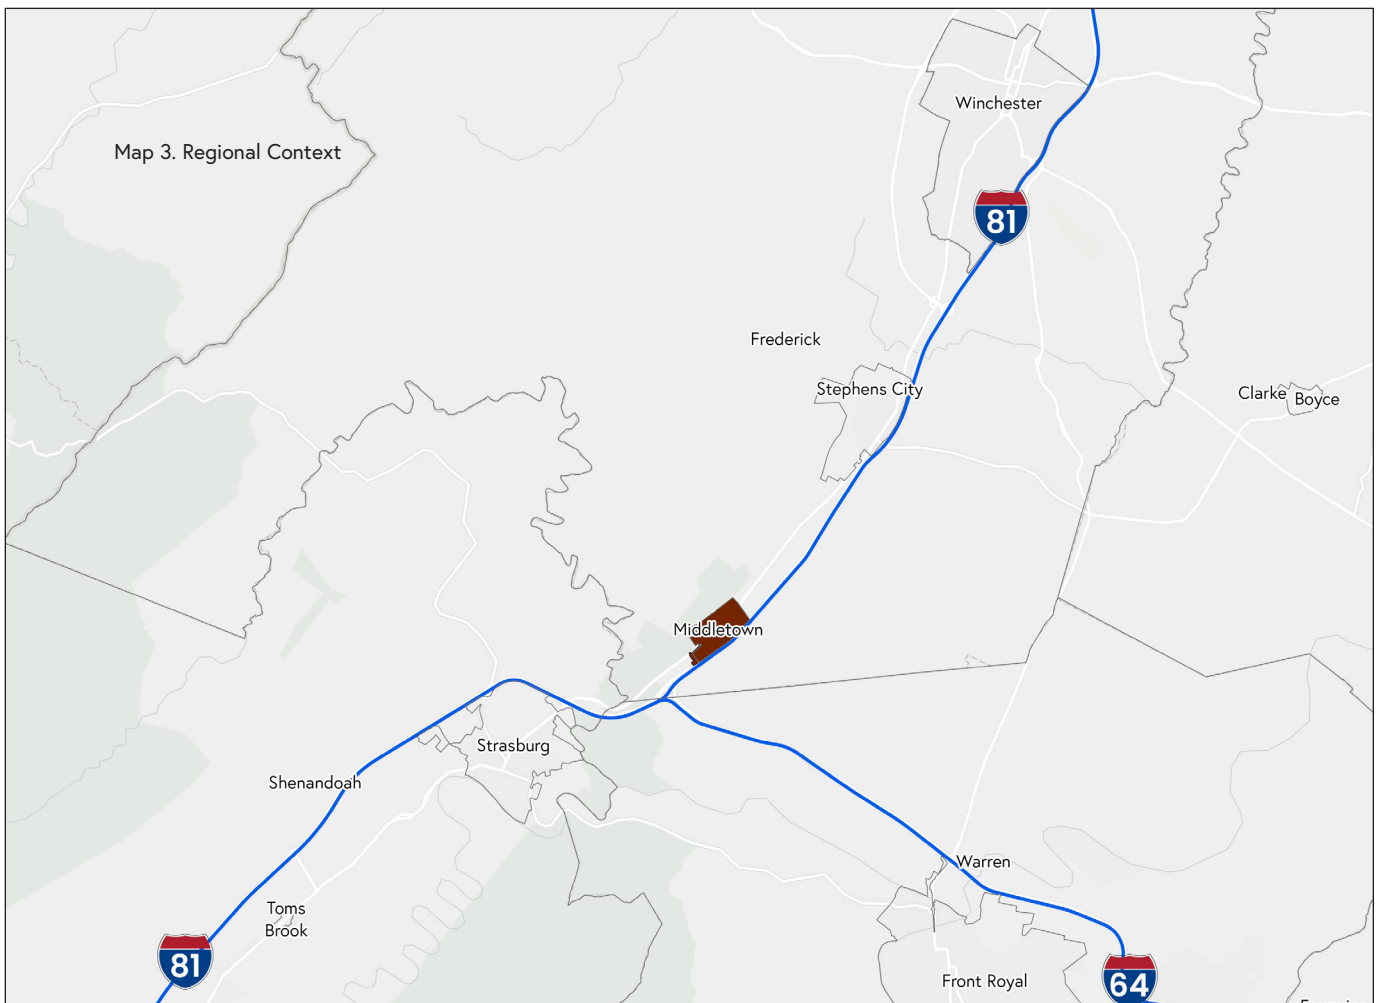 Winchester
Map 3. Regional Context
81
Frederick
Stephens City
Clarke
Boyce
Middletown
Strasburg
Shenandoah
Warren
Toms
Brook
81
Front Royal
64